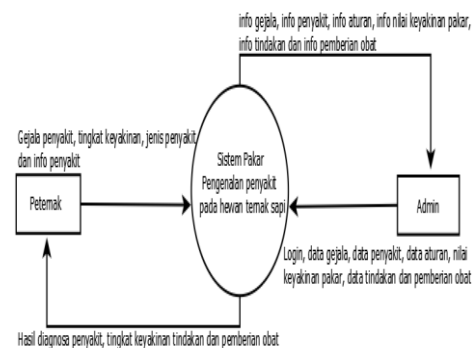 info gejala, info penyakit, info aturan, info nilai keyakinan pakar,
info tindakan dan info pemberian obat
Gejala penyakit, tingkat keyakinan, jenis penyakit
dan info penyakit
Sistem Pakar
Pengenalan penyakit
pada hewan ternak sapi
Peternak
Admin
Login, data gejala, data penyakit, data aturan, nilai
keyakinan pakar, data tindakan dan pemberian obat
Hasil diagnosa penyakit, tingkat keyakinan tindakan dan pemberian obat